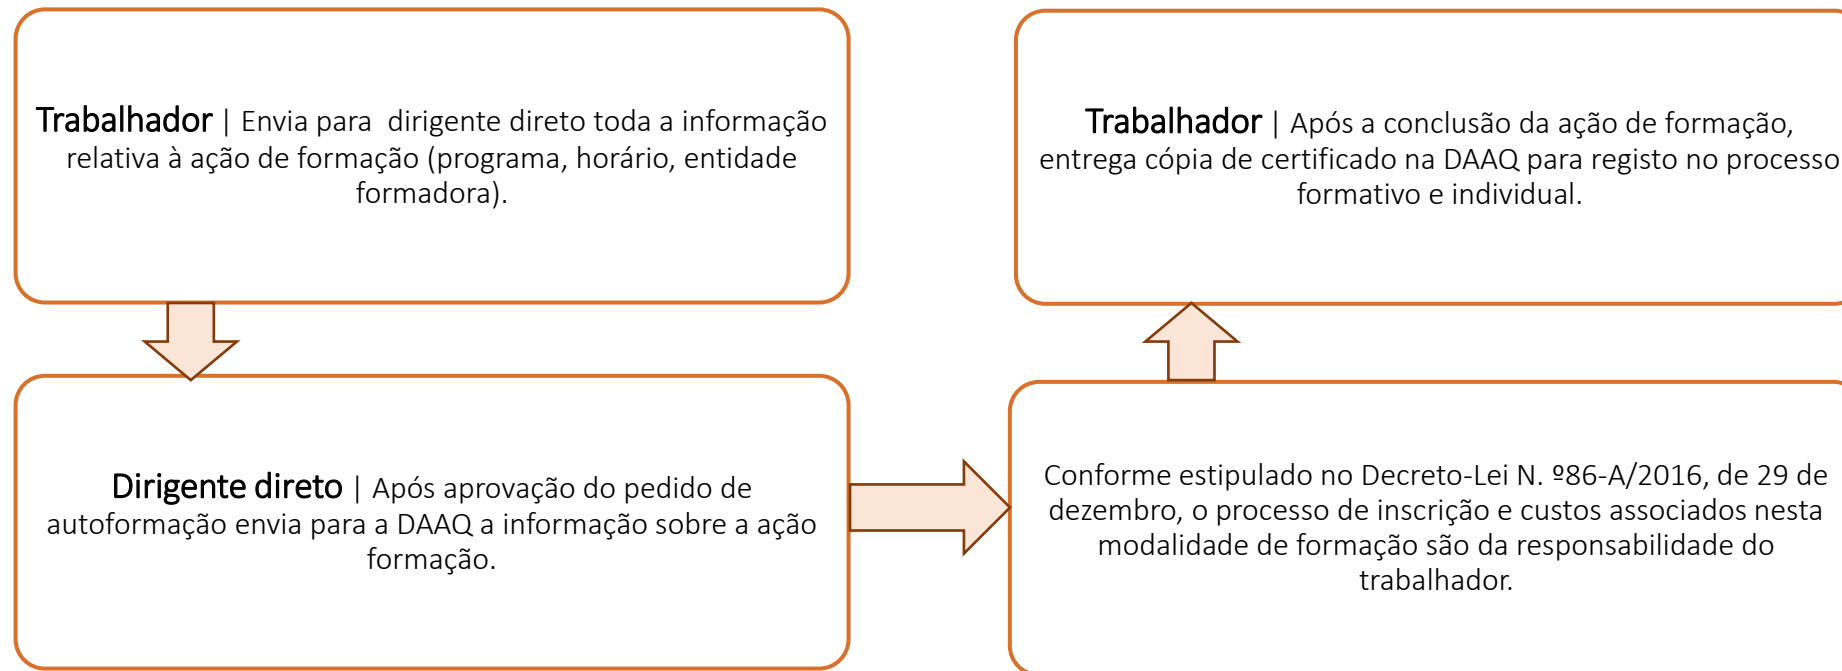 Trabalhador | Envia para  dirigente direto toda a informação
relativa à ação de formação (programa, horário, entidade
formadora).
Dirigente direto | Após aprovação do pedido de
autoformação envia para a DAAQ a informação sobre a ação
formação.
Conforme estipulado no Decreto-Lei N. º86-A/2016, de 29 de
dezembro, o processo de inscrição e custos associados nesta
modalidade de formação são da responsabilidade do
trabalhador.
Trabalhador | Após a conclusão da ação de formação,
entrega cópia de certificado na DAAQ para registo no processo
formativo e individual.